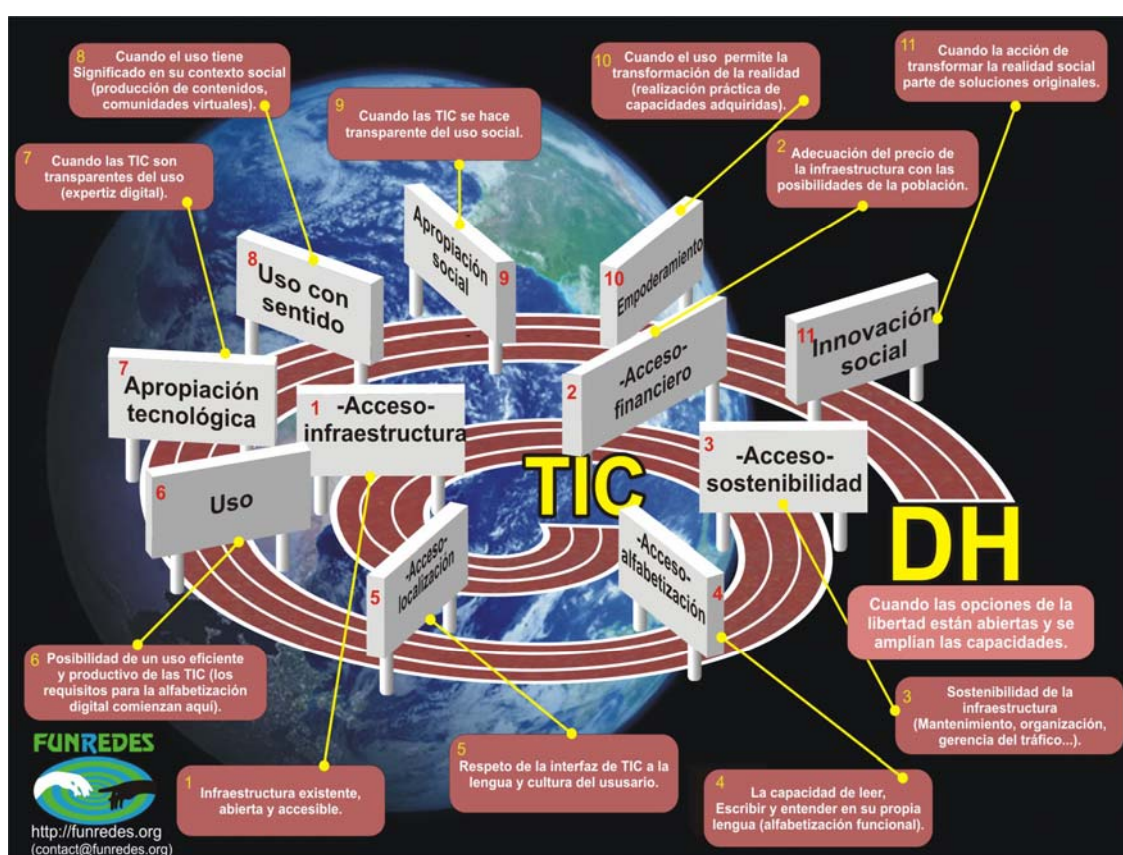 8
Cuando el uso tiene
Significado en su contexto social
(producción de contenidos,
comunidades virtuales).
9
Cuando las TIC se hace
transparente del uso social.
10
Cuando el uso permite la
transformación de la realidad
(realización práctica de
capacidades adquiridas).
11
Cuando la acción de
transformar la realidad social
parte de soluciones originales.
7
Cuando las TIC son
transparentes del uso
(expertiz digital).
2
Adecuación del precio de
la infraestructura con las
posibilidades de la población.
8
Uso con
sentido
Apropiación
social
9
10
Empoderamiento
11
Innovación
social
7
Apropiación
tecnológica
1
-Acceso-
infraestructura
2
-Acceso-
financiero
3
-Acceso-
sostenibilidad
6
Uso
TIC
5
-Acceso-
localización
-Acceso-
alfabetización
4
DH
Cuando las opciones de la
libertad están abiertas y se
amplian las capacidades.
6
Posibilidad de un uso eficiente
y productivo de las TIC (los
requisitos para la alfabetización
digital comienzan aquí).
3
Sostenibilidad de la
infraestructura
(Mantenimiento, organización,
gerencia del tráfico...).
5
Respeto de la interfaz de TIC a la
lengua y cultura del ususario.
1
Infraestructura existente,
abierta y accesible.
4
La capacidad de leer,
Escribir y entender en su propia
lengua (alfabetización funcional).
FUNREDES
http://funredes.org
(contact@funredes.org)